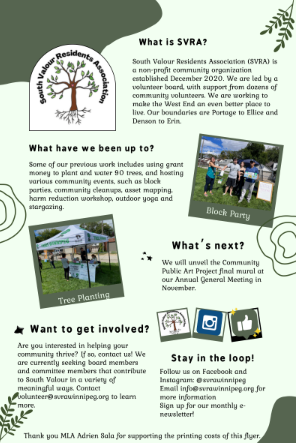 What is SVRA?
South Valour Residents Association
South Valour Residents Association (SVRA) is
a non-profit community organization
established December 2020. We are led by a
volunteer board, with support from dozens of
community volunteers. We are working to
make the West End an even better place to
live. Our boundaries are Portage to Ellice and
Denson to Erin.
What have we been up to?
Some of our previous work includes using grant
money to plant and water 90 trees, and hosting
various community events, such as block
parties, community cleanups, asset mapping,
harm reduction workshop, outdoor yoga and
stargazing.
Block Party
What's next?
We will unveil the Community
Public Art Project final mural at
our Annual General Meeting in
November.
Tree Planting
Want to get involved?
Are you interested in helping your
community thrive? If so, contact us! We
are currently seeking board members
and committee members that contribute
to South Valour in a variety of
meaningful ways. Contact
volunteer@svrawinnipeg.org to learn
more.
Stay in the loop!
Follow us on Facebook and
Instagram: @svrawinnipeg
Email info@svrawinnipeg.org for
more information
Sign up for our monthly e-
newsletter!
Thank you MLA Adrien Sala for supporting the printing costs of this flyer.